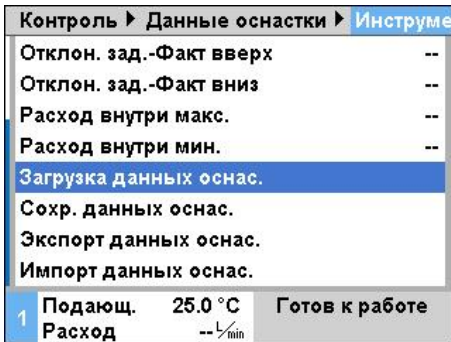 Контроль ▶ Данные оснастки ▶ Инструме
Отклон. зад.-Факт вверх --
Отклон. зад.-Факт вниз --
Расход внутри макс. --
Расход внутри мин. --
Загрузка данных оснас.
Сохр. данных оснас.
Экспорт данных оснас.
Импорт данных оснас.
1 Подающ. 25.0 °C Готов к работе
Расход -- L/min